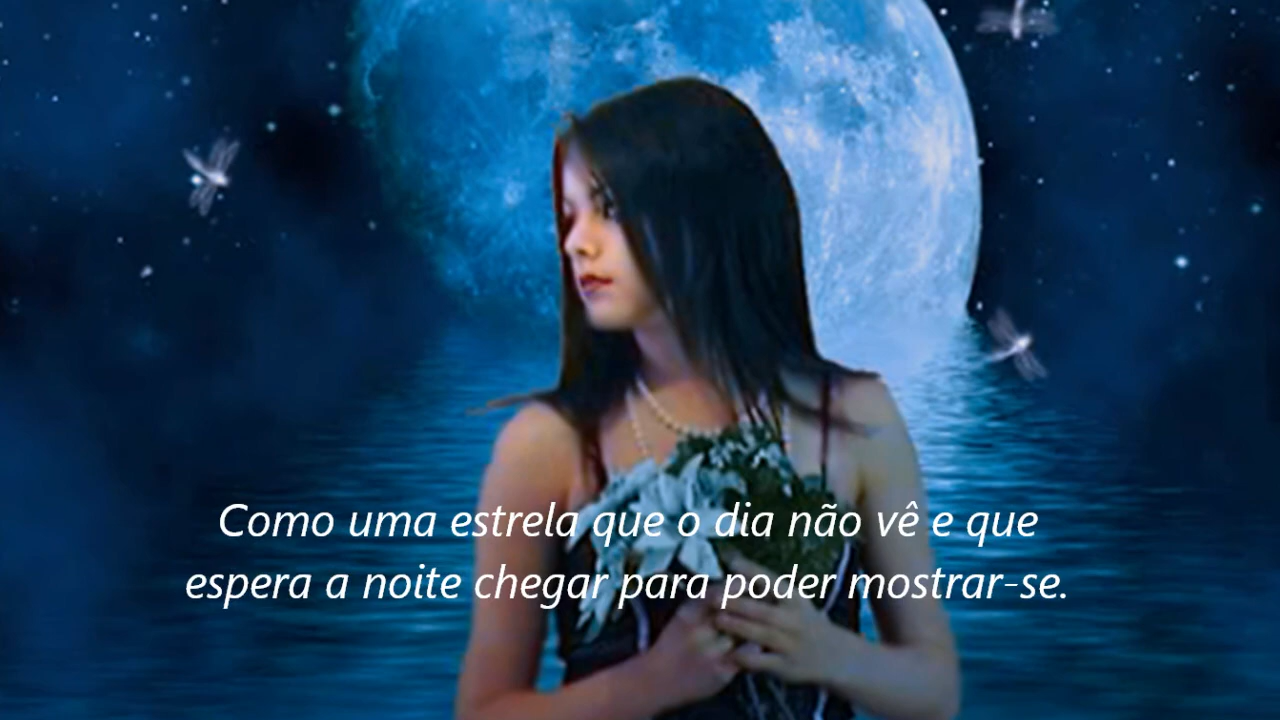 Como uma estrela que o dia não vê e que
espera a noite chegar para poder mostrar-se.